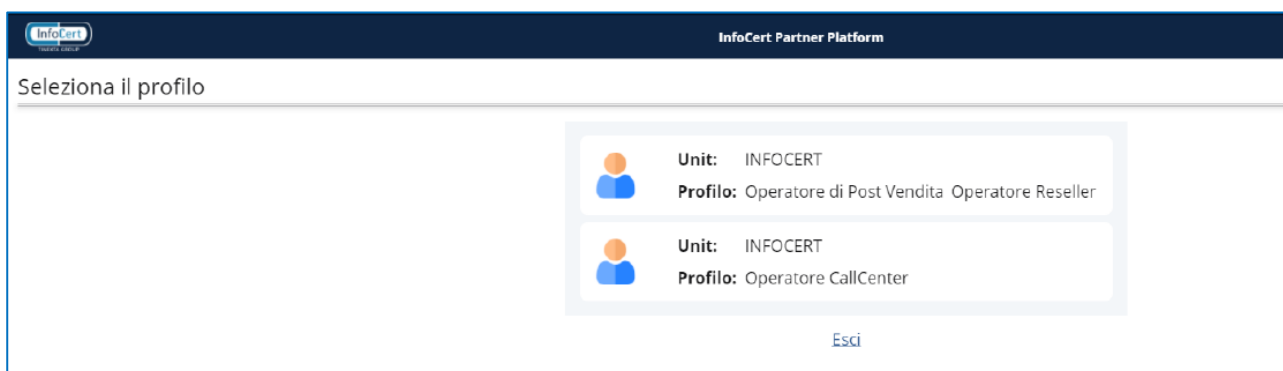 InfoCert
InfoCert Partner Platform
Seleziona il profilo
Unit: INFOCERT
Profilo: Operatore di Post Vendita Operatore Reseller
Unit: INFOCERT
Profilo: Operatore CallCenter
Esci